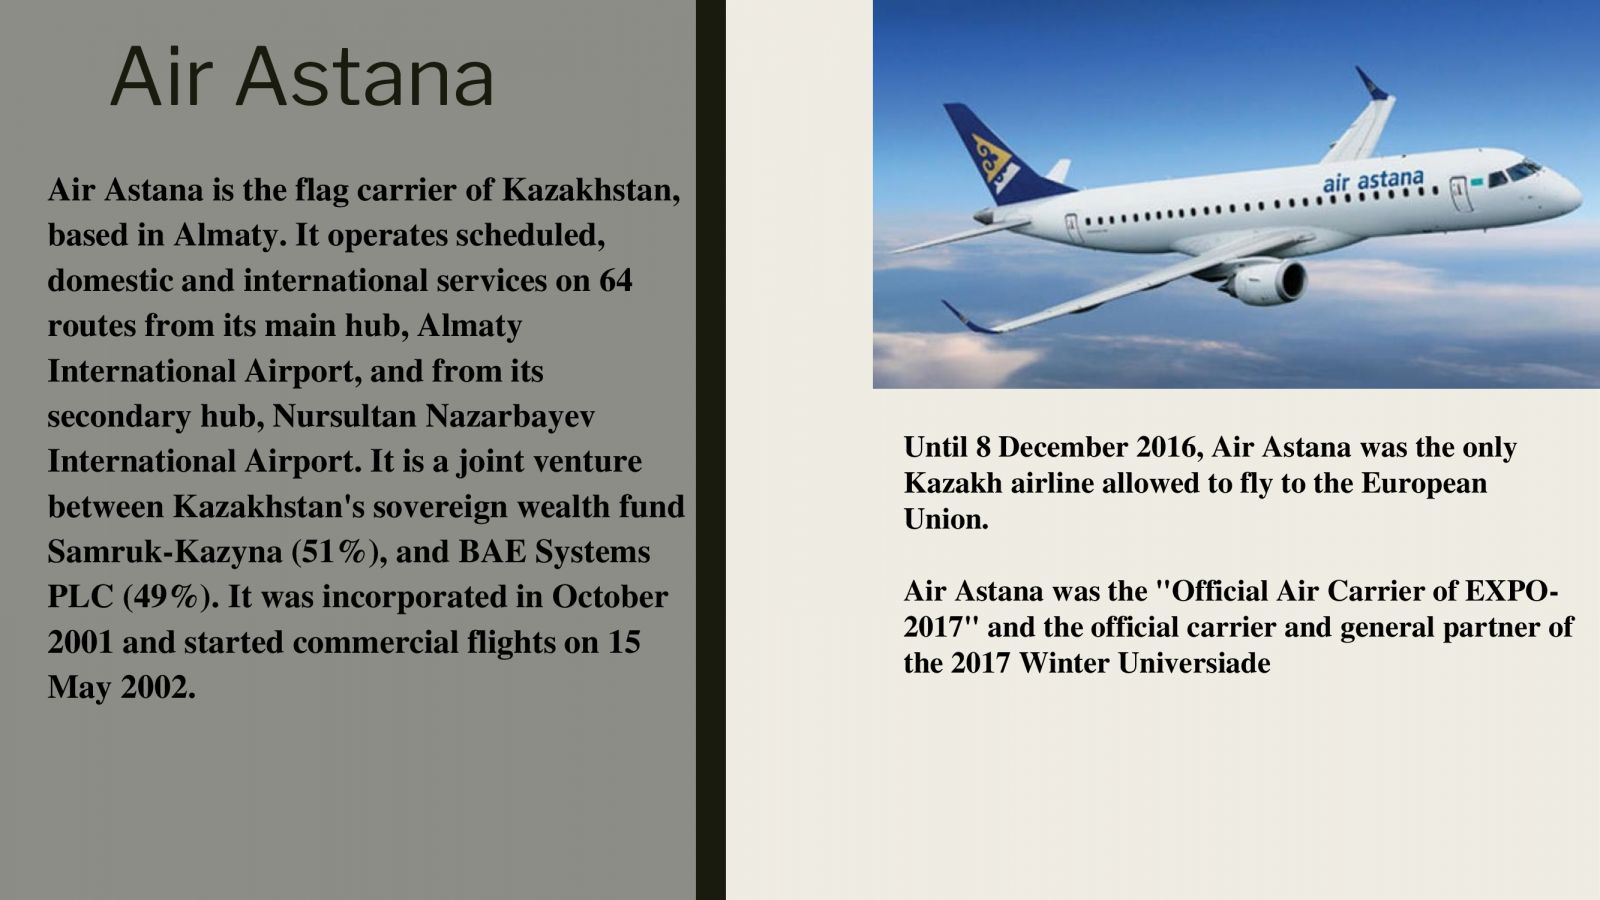 Air Astana
Air Astana is the flag carrier of Kazakhstan,
based in Almaty. It operates scheduled,
domestic and international services on 64
routes from its main hub, Almaty
International Airport, and from its
secondary hub, Nursultan Nazarbayev
International Airport. It is a joint venture
between Kazakhstan's sovereign wealth fund
Samruk-Kazyna (51%), and BAE Systems
PLC (49%). It was incorporated in October
2001 and started commercial flights on 15
May 2002.
air astana
Until 8 December 2016, Air Astana was the only
Kazakh airline allowed to fly to the European
Union.
Air Astana was the "Official Air Carrier of EXPO-
2017" and the official carrier and general partner of
the 2017 Winter Universiade